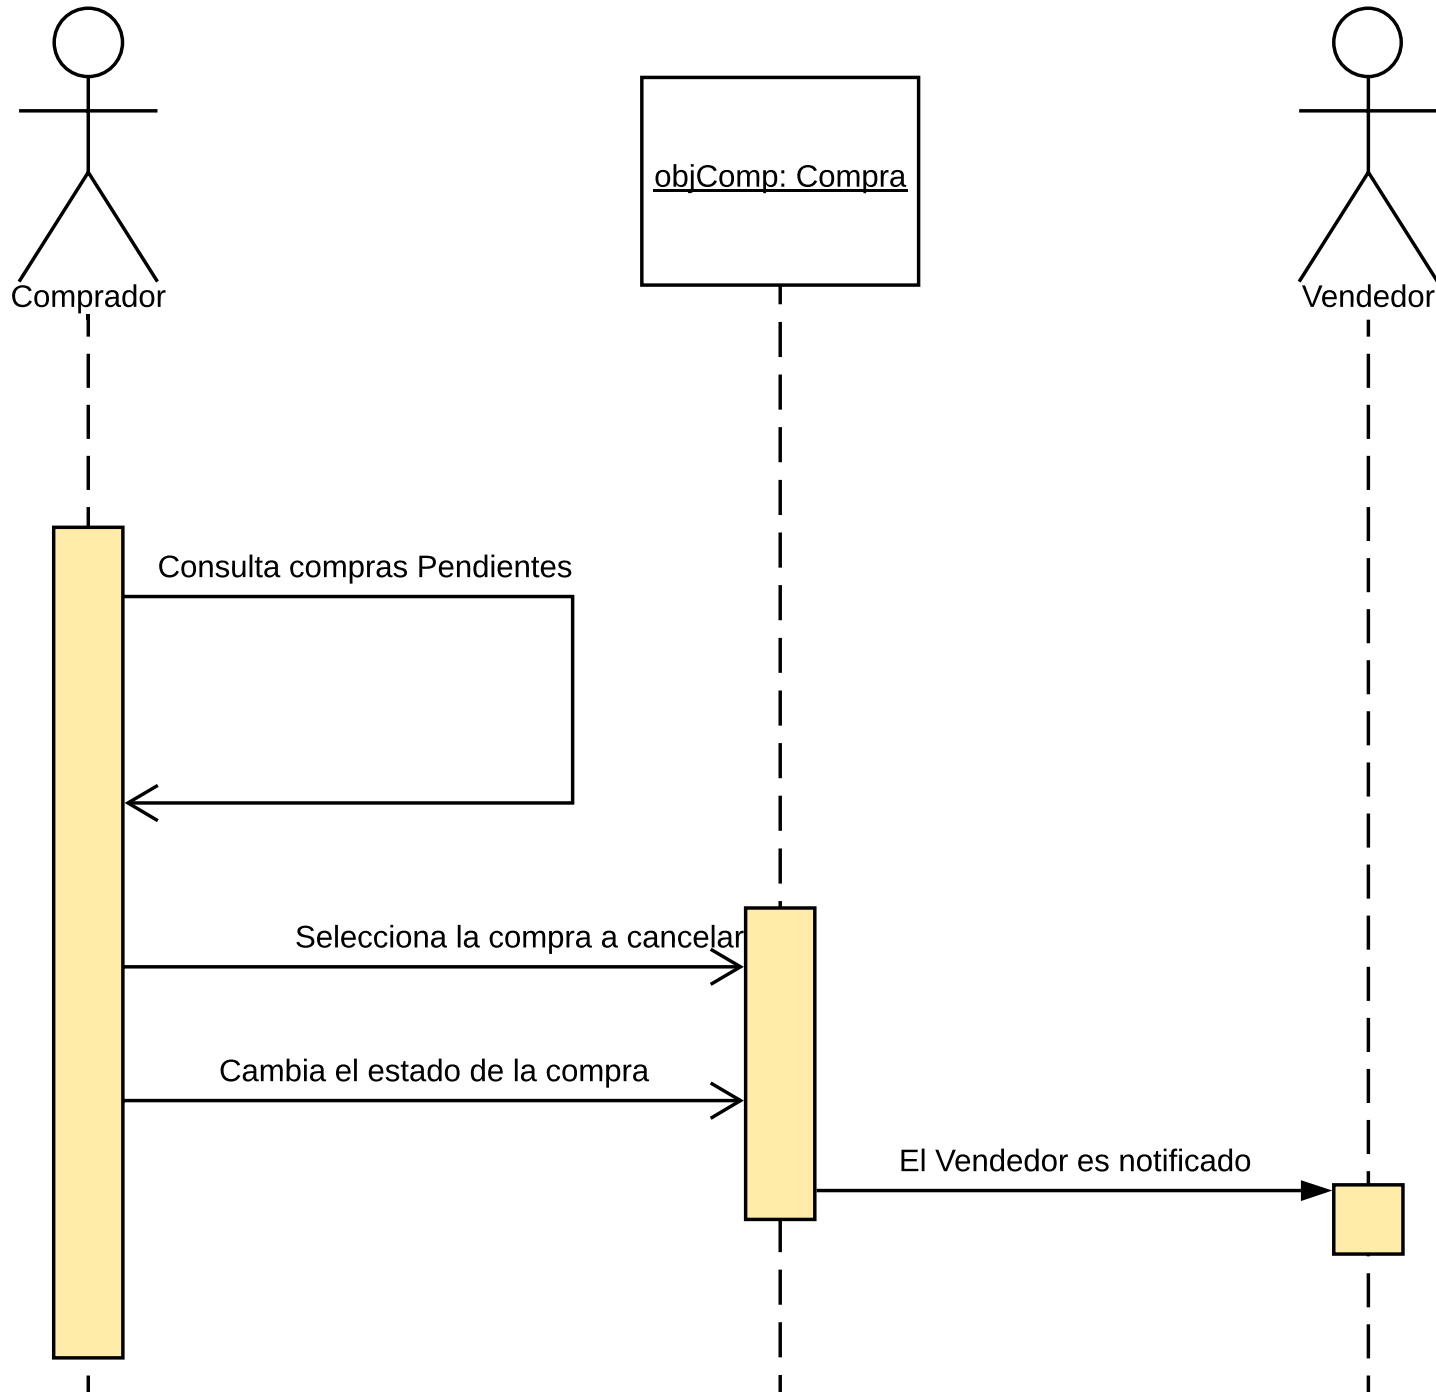 objComp: Compra
Comprador
Vendedor
Consulta compras Pendientes
Selecciona la compra a cancelar
Cambia el estado de la compra
El Vendedor es notificado